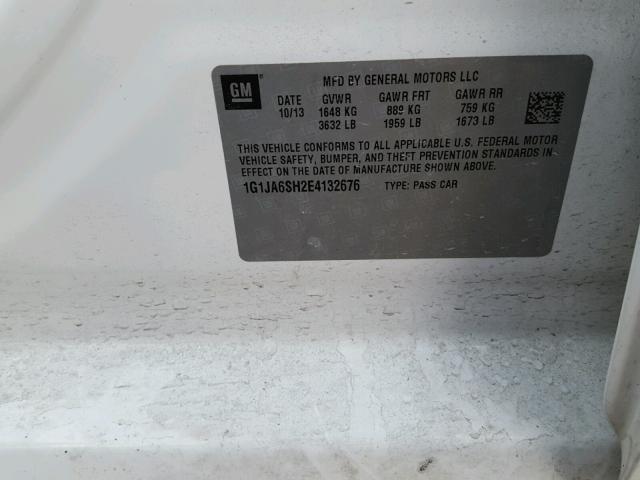 GM
MFD BY GENERAL MOTORS LLC
DATE GVWR GAWR FRT GAWR RR
10/13 1648 KG 889 KG 759 KG
3632 LB 1959 LB 1673 LB
THIS VEHICLE CONFORMS TO ALL APPLICABLE U.S. FEDERAL MOTOR
VEHICLE SAFETY, BUMPER, AND THEFT PREVENTION STANDARDS IN
EFFECT ON THE DATE OF MANUFACTURE SHOWN ABOVE.
1G1JA6SH2E4132676 TYPE: PASS CAR